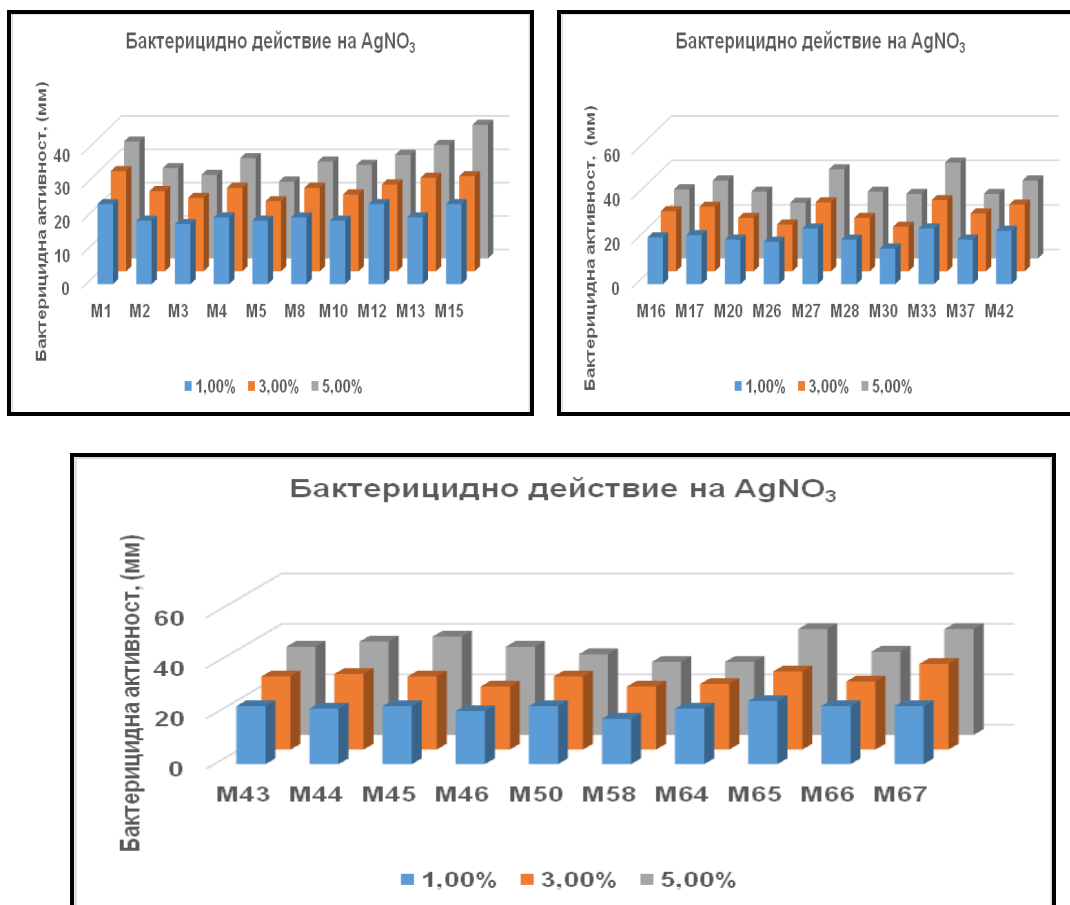 Бактерицидно действие на AgNO₃
Бактерицидна активност, (мм)
40
30
20
10
0
M1 M2 M3 M4 M5 M8 M10 M12 M13 M15
1,00% 3,00% 5,00%
Бактерицидно действие на AgNO₃
Бактерицидна активност, (мм)
60
40
20
0
M16 M17 M20 M26 M27 M28 M30 M33 M37 M42
1,00% 3,00% 5,00%
Бактерицидно действие на AgNO₃
Бактерицидна активност, (мм)
60
40
20
0
M43 M44 M45 M46 M50 M58 M64 M65 M66 M67
1,00% 3,00% 5,00%